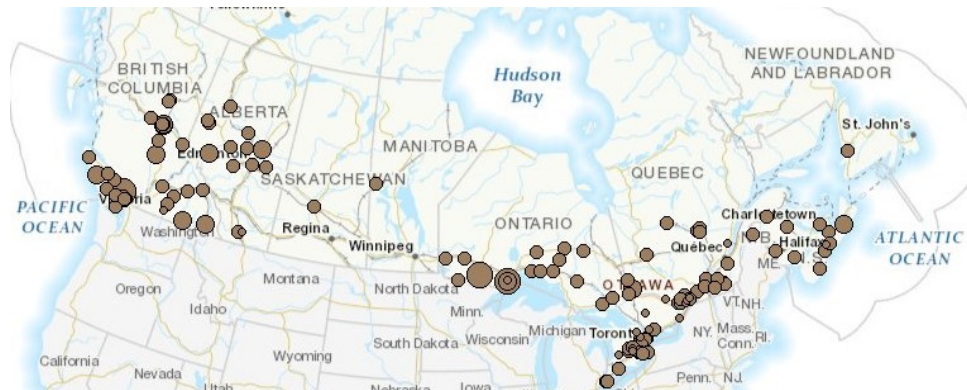 NEWFOUNDLAND
AND LABRADOR
BRITISH
COLUMBIA
Hudson
Bay
ALBERTA
St. John's
MANITOBA
Edmonton
QUEBEC
SASKATCHEWAN
Victoria
PACIFIC
OCEAN
Charlottetown
ONTARIO
Regina
Washington
Winnipeg
Québec
N.B.
Halifax
N.S.
ATLANTIC
OCEAN
ME.
Montana
North Dakota
OTTAWA
Oregon
Minn.
VT.
NH.
Idaho
Michigan
Toronto
NY.
Mass.
RI.
South Dakota
Wisconsin
Conn.
Wyoming
California
Nevada
Utah
Nebraska
Iowa
Penn.
NJ.